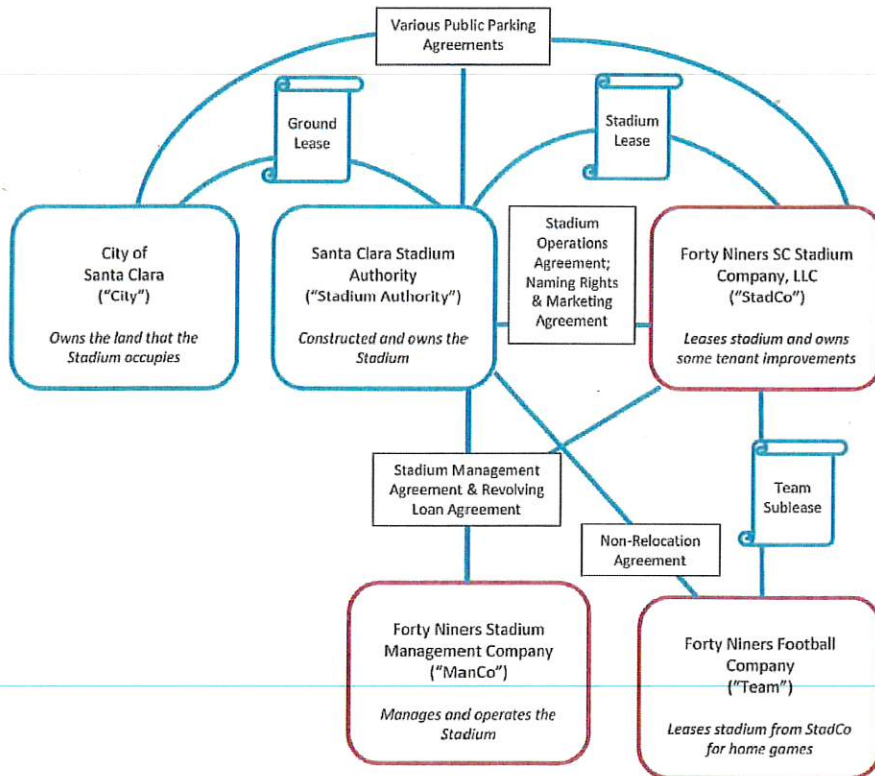 Various Public Parking
Agreements
Ground
Lease
Stadium
Lease
City of
Santa Clara
("City")
Owns the land that the
Stadium occupies
Santa Clara Stadium
Authority
("Stadium Authority")
Constructed and owns the
Stadium
Stadium
Operations
Agreement;
Naming Rights
& Marketing
Agreement
Forty Niners SC Stadium
Company, LLC
("StadCo")
Leases stadium and owns
some tenant improvements
Stadium Management
Agreement & Revolving
Loan Agreement
Non-Relocation
Agreement
Team
Sublease
Forty Niners Stadium
Management Company
("ManCo")
Manages and operates the
Stadium
Forty Niners Football
Company
("Team")
Leases stadium from StadCo
for home games